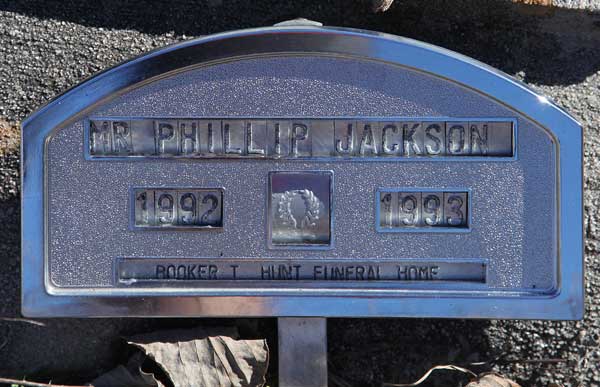 MR PHILLIP JACKSON
1992 1993
BOOKER T. HUNT FUNERAL HOME